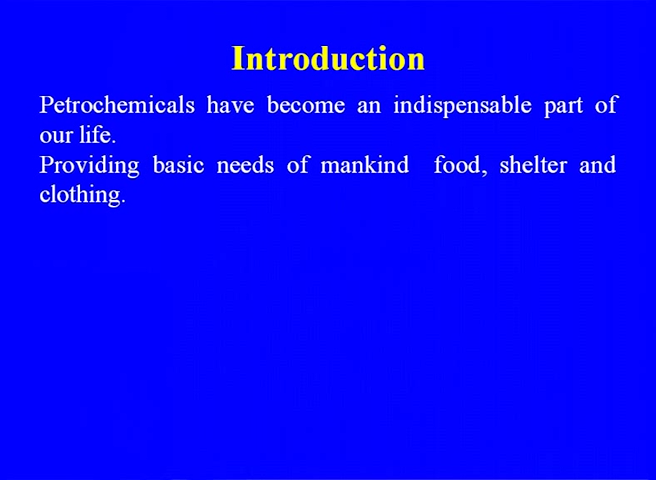 Introduction
Petrochemicals have become an indispensable part of
our life.
Providing basic needs of mankind food, shelter and
clothing.